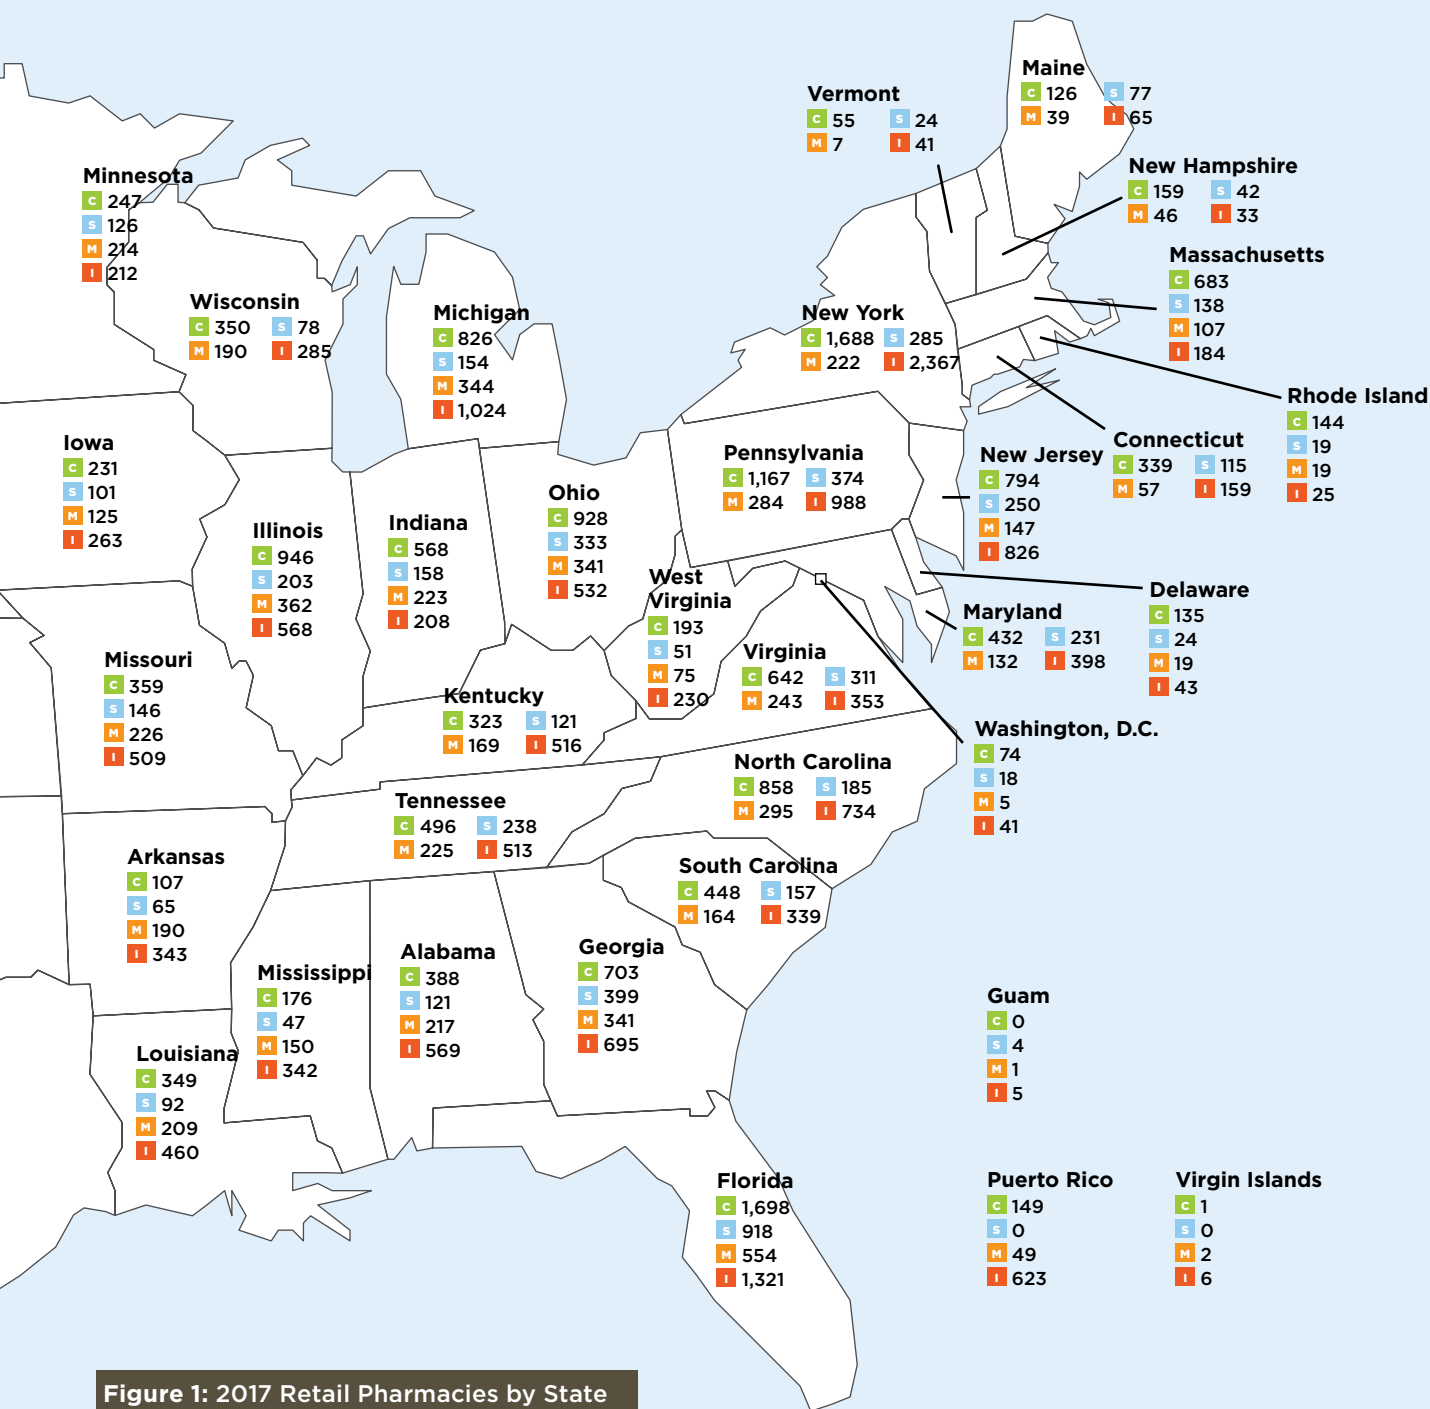 Maine
C 126 S 77
M 39 I 65
Vermont
C 55 S 24
M 7 I 41
New Hampshire
C 159 S 42
M 46 I 33
Minnesota
C 247
S 126
M 214
I 212
Massachusetts
C 683
S 138
M 107
I 184
Wisconsin
C 350 S 78
M 190 I 285
Michigan
C 826
S 154
M 344
I 1,024
New York
C 1,688 S 285
M 222 I 2,367
Rhode Island
C 144
S 19
M 19
I 25
Connecticut
C 339 S 115
M 57 I 159
Iowa
C 231
S 101
M 125
I 263
Pennsylvania
C 1,167 S 374
M 284 I 988
New Jersey
C 794
S 250
M 147
I 826
Ohio
C 928
S 333
M 341
I 532
Illinois
C 946
S 203
M 362
I 568
Indiana
C 568
S 158
M 223
I 208
West
Virginia
C 193
S 51
M 75
I 230
Delaware
C 135
S 24
M 19
I 43
Maryland
C 432 S 231
M 132 I 398
Missouri
C 359
S 146
M 226
I 509
Virginia
C 642 S 311
M 243 I 353
Kentucky
C 323 S 121
M 169 I 516
Washington, D.C.
C 74
S 18
M 5
I 41
North Carolina
C 858 S 185
M 295 I 734
Tennessee
C 496 S 238
M 225 I 513
Arkansas
C 107
S 65
M 190
I 343
South Carolina
C 448 S 157
M 164 I 339
Mississippi
C 176
S 47
M 150
I 342
Alabama
C 388
S 121
M 217
I 569
Georgia
C 703
S 399
M 341
I 695
Guam
C 0
S 4
M 1
I 5
Louisiana
C 349
S 92
M 209
I 460
Florida
C 1,698
S 918
M 554
I 1,321
Puerto Rico
C 149
S 0
M 49
I 623
Virgin Islands
C 1
S 0
M 2
I 6
Figure 1: 2017 Retail Pharmacies by State